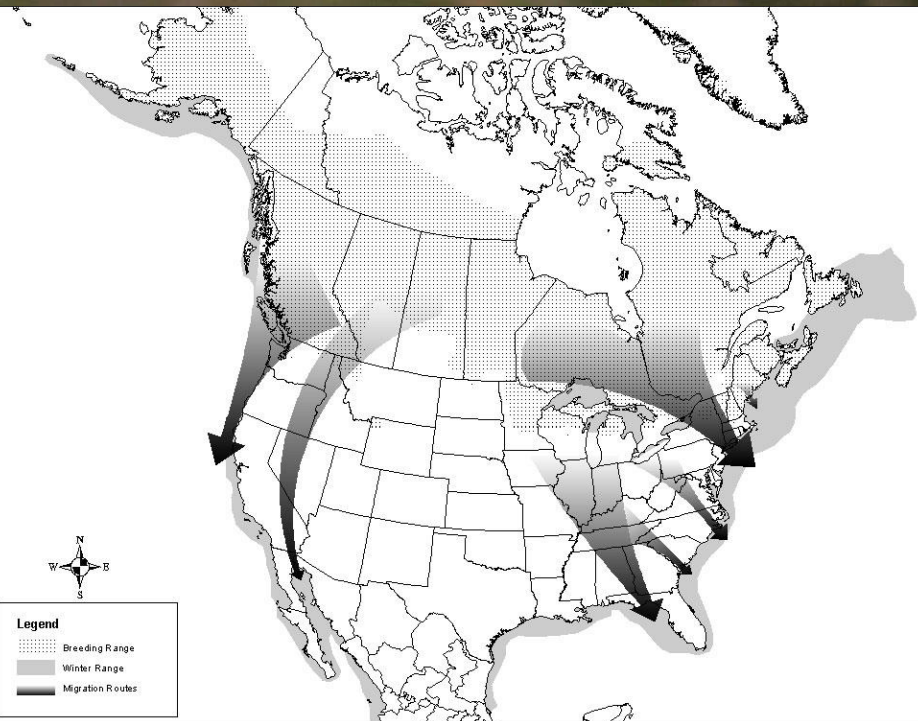 N
W E
S
Legend
Breeding Range
Winter Range
Migration Routes